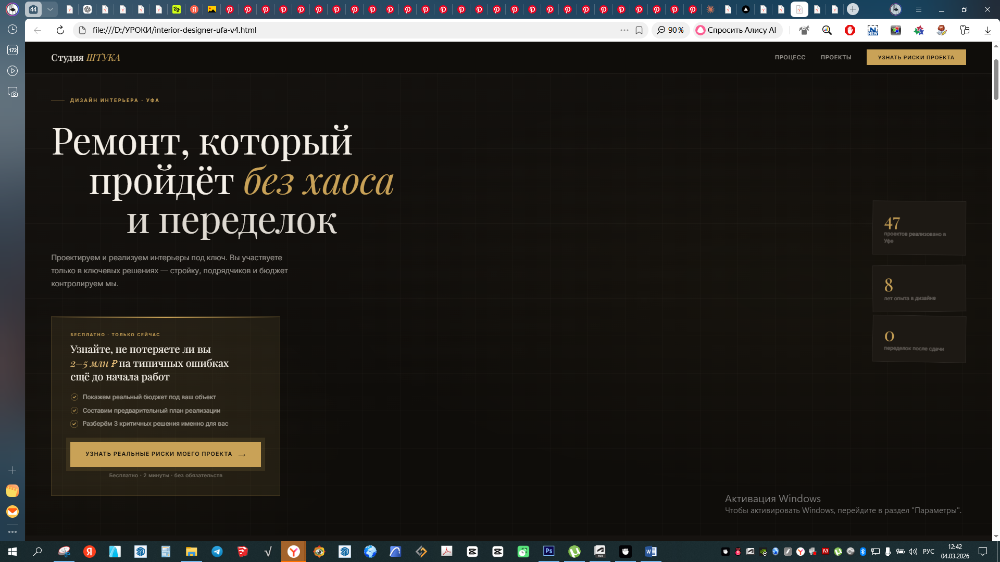 44
file:///D:/УРОКИ/interior-designer-ufa-v4.html
90 %
Спросить Алису AI
172
NEW
Студия ШТУКА
ПРОЦЕСС
ПРОЕКТЫ
УЗНАТЬ РИСКИ ПРОЕКТА
ДИЗАЙН ИНТЕРЬЕРА · УФА
Ремонт, который
пройдёт без хаоса
и переделок
Проектируем и реализуем интерьеры под ключ. Вы участвуете
только в ключевых решениях — стройку, подрядчиков и бюджет
контролируем мы.
47
проектов реализовано в
Уфе
8
лет опыта в дизайне
0
переделок после сдачи
БЕСПЛАТНО · ТОЛЬКО СЕЙЧАС
Узнайте, не потеряете ли вы
2–5 млн ₽ на типичных ошибках
ещё до начала работ
Покажем реальный бюджет под ваш объект
Составим предварительный план реализации
Разберём 3 критичных решения именно для вас
УЗНАТЬ РЕАЛЬНЫЕ РИСКИ МОЕГО ПРОЕКТА →
Бесплатно · 2 минуты · без обязательств
Активация Windows
Чтобы активировать Windows, перейдите в раздел "Параметры".
Ps
РУС
12:42
04.03.2026